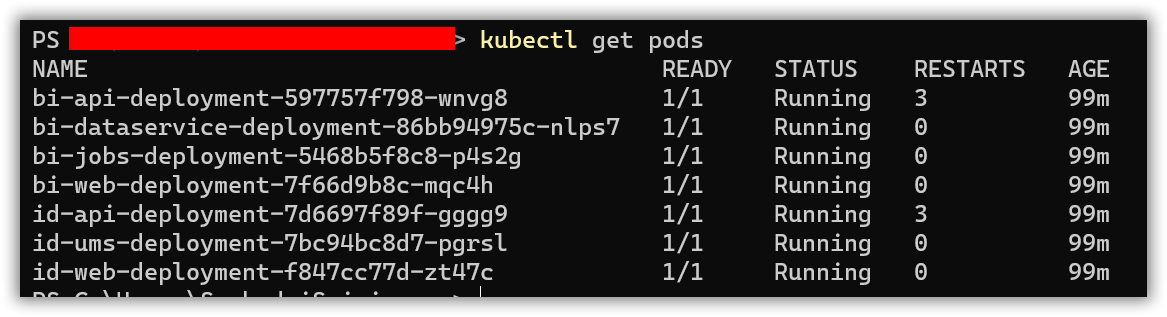 PS > kubectl get pods
NAME READY STATUS RESTARTS AGE
bi-api-deployment-597757f798-wnvg8 1/1 Running 3 99m
bi-dataservice-deployment-86bb94975c-nlps7 1/1 Running 0 99m
bi-jobs-deployment-5468b5f8c8-p4s2g 1/1 Running 0 99m
bi-web-deployment-7f66d9b8c-mqc4h 1/1 Running 0 99m
id-api-deployment-7d6697f89f-gggg9 1/1 Running 3 99m
id-ums-deployment-7bc94bc8d7-pgrsl 1/1 Running 0 99m
id-web-deployment-f847cc77d-zt47c 1/1 Running 0 99m